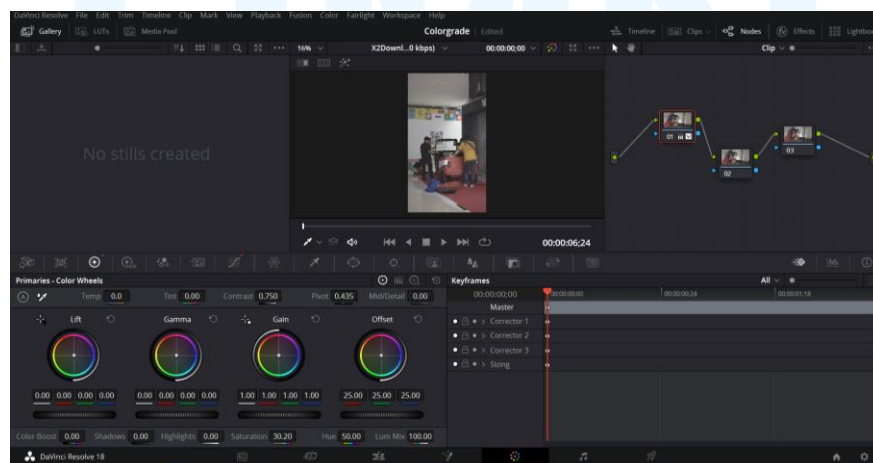 DaVinci Resolve File Edit Trim Timeline Clip Mark View Playback Fusion Color Fairlight Workspace Help
Gallery LUTs Media Pool Colorgrade Edited Timeline Clips Nodes Effects Lightbo
16% X2Downl...0 kbps) 00:00:00;00 Clip
No stills created
01
02
03
00:00:06;24
Primaries - Color Wheels Keyframes All
Temp 0.0 Tint 0.00 Contrast 0.750 Pivot 0.435 Mid/Detail 0.00 00:00:00;00 00:00:00;00 00:00:00;24 00:00:01;18
Master
Lift Gamma Gain Offset Corrector 1
Corrector 2
Corrector 3
Sizing
0.00 0.00 0.00 0.00 0.00 0.00 0.00 0.00 1.00 1.00 1.00 1.00 25.00 25.00 25.00
Color Boost 0.00 Shadows 0.00 Highlights 0.00 Saturation 30.20 Hue 50.00 Lum Mix 100.00
DaVinci Resolve 18